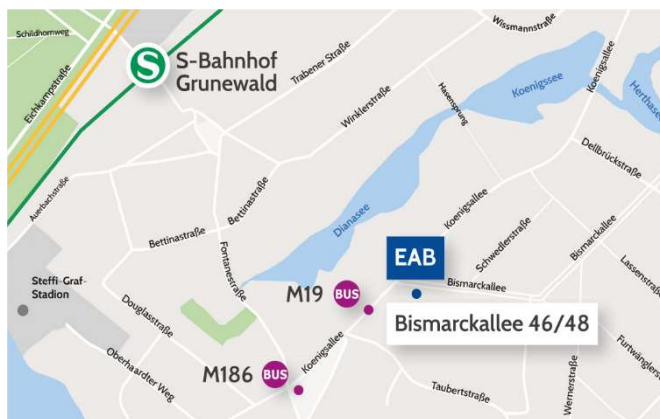 Schildhornweg
Eichkampstraße
S
S-Bahnhof
Grunewald
Trabener Straße
Wissmannstraße
Koenigsallee
Koenigssee
Herthasee
Hasensprung
Winklerstraße
Dellbrückstraße
Auerbachstraße
Bettinastraße
Bettinastraße
Dianasee
Koenigsallee
Schwedlerstraße
Bismarckallee
Lassenstraße
Fontanestraße
EAB
Bismarckallee
Steffi-Graf-
Stadion
M19 BUS
Bismarckallee 46/48
Douglasstraße
Oberhaardter Weg
Koenigsallee
M186 BUS
Taubertstraße
Wernerstraße
Furtwänglerst